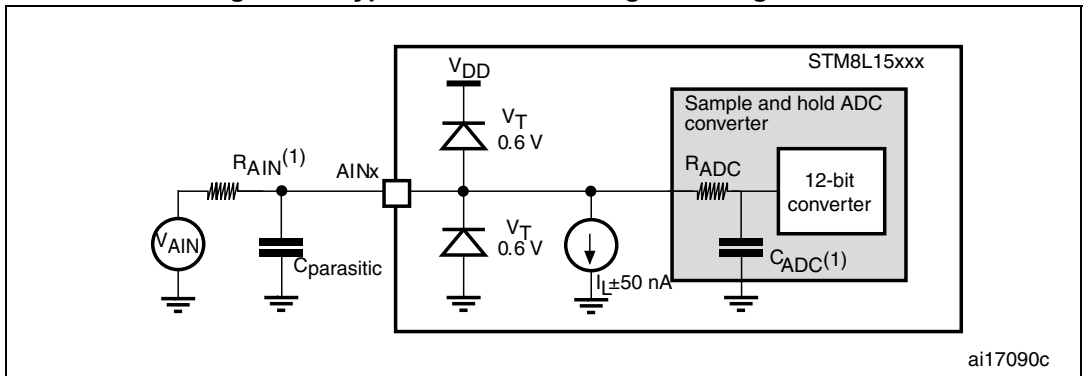 STM8L15xxx
VDD
Sample and hold ADC
converter
VT
0.6 V
RAIN(1)
AINx
RADC
12-bit
converter
VAIN
VT
0.6 V
Cparasitic
IL±50 nA
CADC(1)
ai17090c